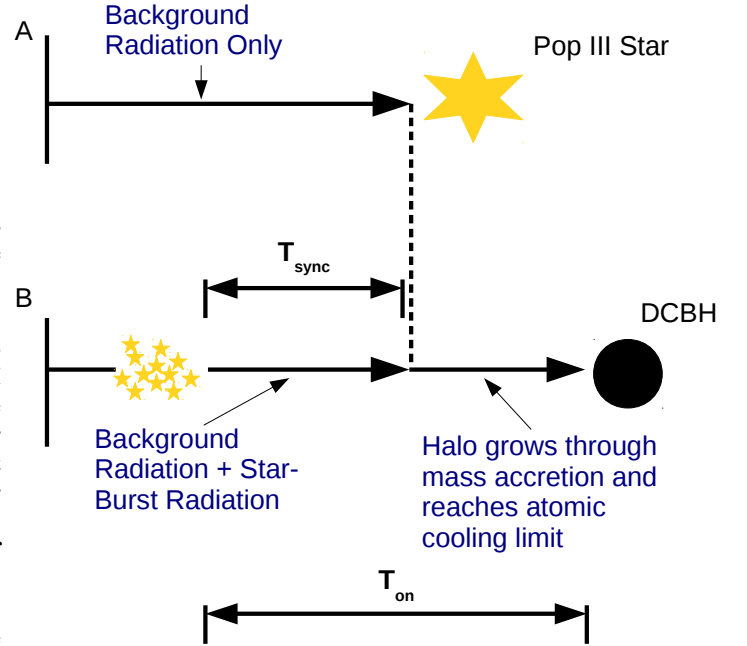 A
Background
Radiation Only
Pop III Star
T sync
B
DCBH
Background
Radiation + Star-
Burst Radiation
Halo grows through
mass accretion and
reaches atomic
cooling limit
T on